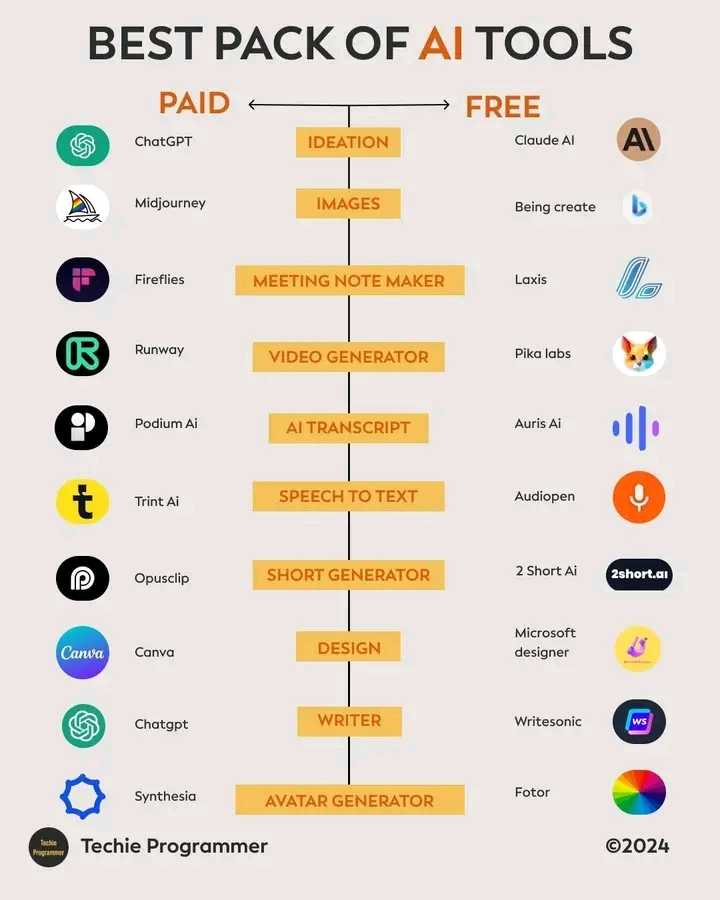 BEST PACK OF AI TOOLS
PAID
FREE
ChatGPT
IDEATION
Claude AI
A\
Midjourney
IMAGES
Being create
Fireflies
MEETING NOTE MAKER
Laxis
Runway
VIDEO GENERATOR
Pika labs
Podium Ai
AI TRANSCRIPT
Auris Ai
t
Trint Ai
SPEECH TO TEXT
Audiopen
Opusclip
SHORT GENERATOR
2 Short Ai
2short.ai
Canva
Canva
DESIGN
Microsoft
designer
Chatgpt
WRITER
Writesonic
WS
Synthesia
AVATAR GENERATOR
Fotor
Techie
Programmer
Techie Programmer
©2024